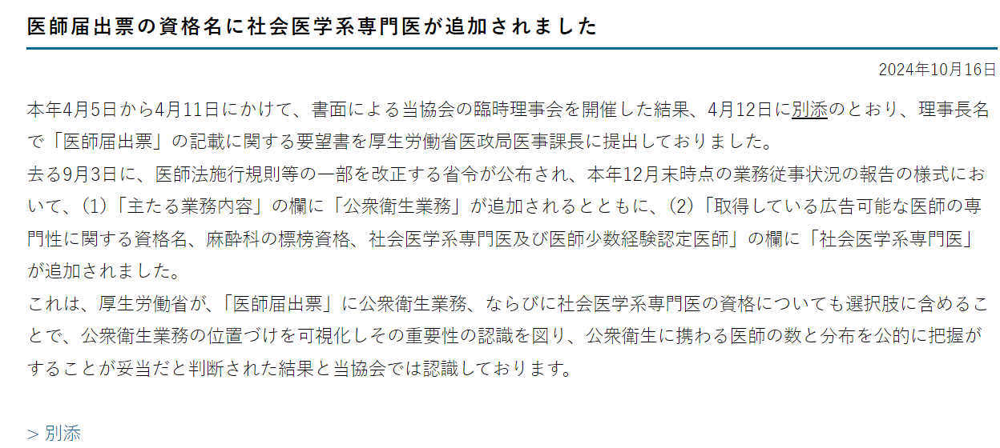 医師届出票の資格名に社会医学系専門医が追加されました
2024年10月16日
本年4月5日から4月11日にかけて、書面による当協会の臨時理事会を開催した結果、4月12日に別添のとおり、理事長名
で「医師届出票」の記載に関する要望書を厚生労働省医政局医事課長に提出しておりました。
去る9月3日に、医師法施行規則等の一部を改正する省令が公布され、本年12月末時点の業務従事状況の報告の様式にお
いて、(1)「主たる業務内容」の欄に「公衆衛生業務」が追加されるとともに、(2)「取得している広告可能な医師の専
門性に関する資格名、麻酔科の標榜資格、社会医学系専門医及び医師少数経験認定医師」の欄に「社会医学系専門医」
が追加されました。
これは、厚生労働省が、「医師届出票」に公衆衛生業務、ならびに社会医学系専門医の資格についても選択肢に含めるこ
とで、公衆衛生業務の位置づけを可視化しその重要性の認識を図り、公衆衛生に携わる医師の数と分布を公的に把握が
することが妥当だと判断された結果と当協会では認識しております。
> 別添